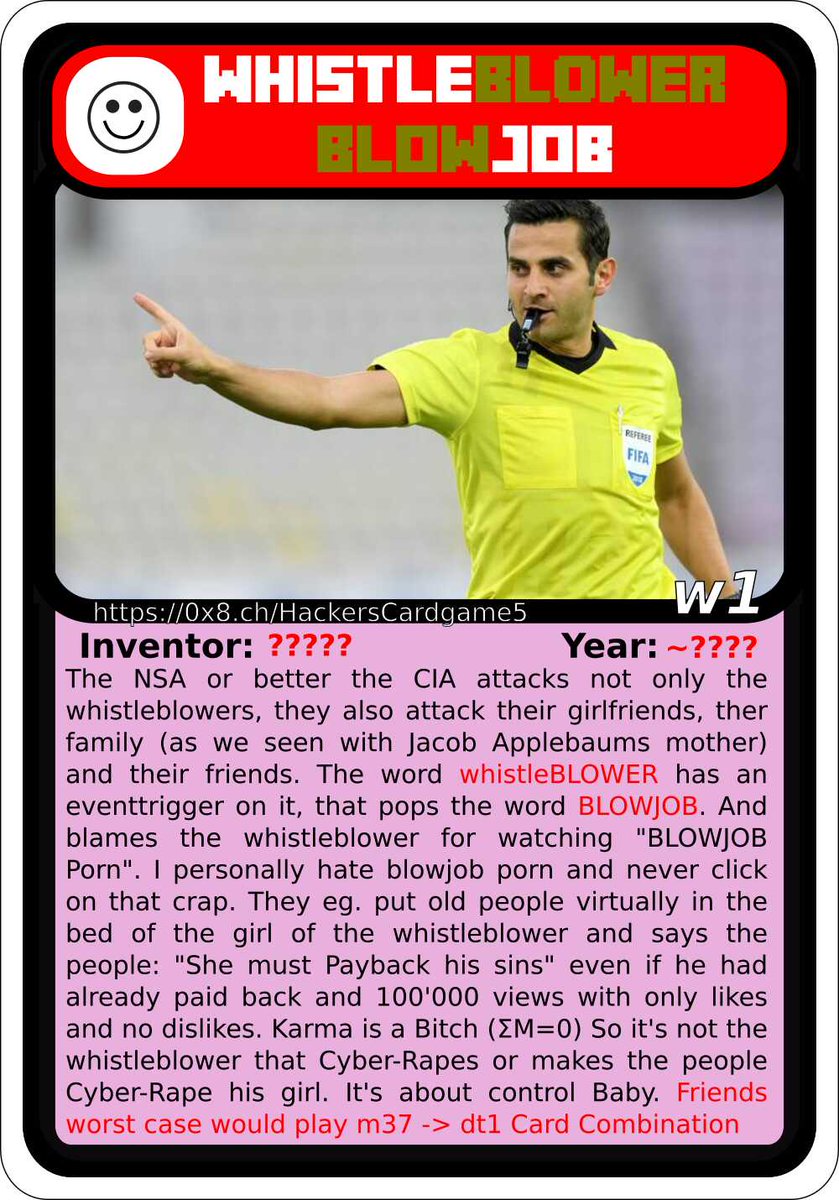 WHISTLEBLOWER
BLOWJOB
REFEREE
FIFA
w1
https://0x8.ch/HackersCardgame5
Inventor: ????? Year: ~????
The NSA or better the CIA attacks not only the
whistleblowers, they also attack their girlfriends, ther
family (as we seen with Jacob Applebaums mother)
and their friends. The word whistleBLOWER has an
eventtrigger on it, that pops the word BLOWJOB. And
blames the whistleblower for watching "BLOWJOB
Porn". I personally hate blowjob porn and never click
on that crap. They eg. put old people virtually in the
bed of the girl of the whistleblower and says the
people: "She must Payback his sins" even if he had
already paid back and 100'000 views with only likes
and no dislikes. Karma is a Bitch (ΣM=0) So it's not the
whistleblower that Cyber-Rapes or makes the people
Cyber-Rape his girl. It's about control Baby. Friends
worst case would play m37 -> dt1 Card Combination